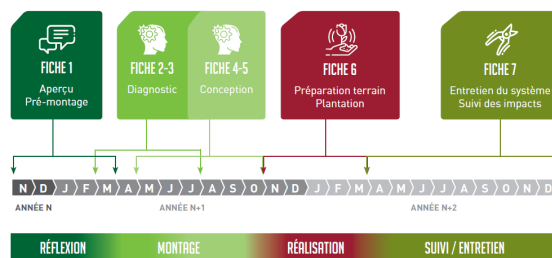 FICHE 1
Aperçu
Pré-montage
FICHE 2-3
Diagnostic
FICHE 4-5
Conception
FICHE 6
Préparation terrain
Plantation
FICHE 7
Entretien du système
Suivi des impacts
N D J F M A M J J A S O N D J F M A M J J A S O N D
ANNÉE N ANNÉE N+1 ANNÉE N+2
RÉFLEXION MONTAGE RÉALISATION SUIVI / ENTRETIEN